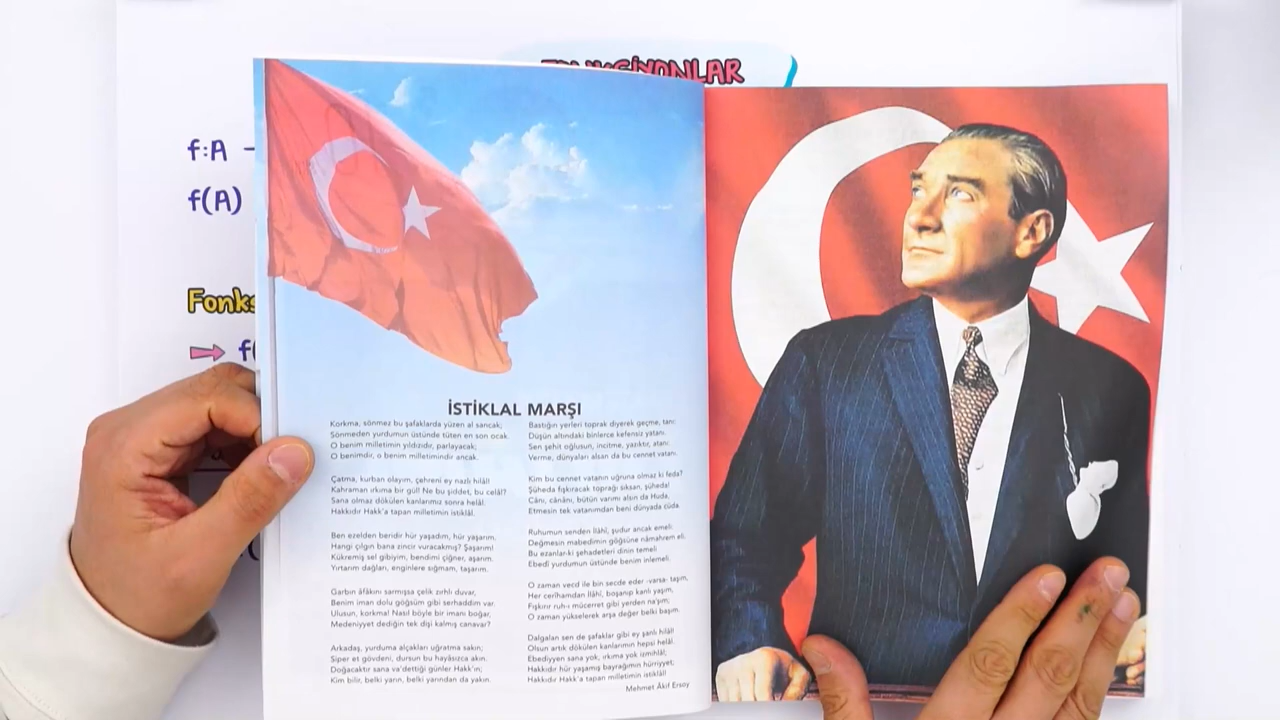 FONKSİYONLAR
f:A -
f(A)
Fonks
f(
İSTİKLAL MARŞI
Korkma, sönmez bu şafaklarda yüzen al sancak;
Sönmeden yurdumun üstünde tüten en son ocak.
O benim milletimin yıldızıdır, parlayacak;
O benimdir, o benim milletimindir ancak.
Çatma, kurban olayım, çehreni ey nazlı hilâl!
Kahraman ırkıma bir gül! Ne bu şiddet, bu celâl?
Sana olmaz dökülen kanlarımız sonra helâl.
Hakkıdır Hakk'a tapan milletimin istiklâl.
Ben ezelden beridir hür yaşadım, hür yaşarım.
Hangi çılgın bana zincir vuracakmış? Şaşarım!
Kükremiş sel gibiyim, bendimi çiğner, aşarım.
Yırtarım dağları, enginlere sığmam, taşarım.
Garbın âfâkını sarmışsa çelik zırhlı duvar,
Benim iman dolu göğsüm gibi serhaddim var.
Ulusun, korkma! Nasıl böyle bir imanı boğar,
Medeniyyet dediğin tek dişi kalmış canavar?
Arkadaş, yurduma alçakları uğratma sakın;
Siper et gövdeni, dursun bu hayâsızca akın.
Doğacaktır sana va'dettiği günler Hakk'ın;
Kim bilir, belki yarın, belki yarından da yakın.
Bastığın yerleri toprak diyerek geçme, tanı:
Düşün altındaki binlerce kefensiz yatanı.
Sen şehit oğlusun, incitme, yazıktır, atanı:
Verme, dünyaları alsan da bu cennet vatanı.
Kim bu cennet vatanın uğruna olmaz ki feda?
Şüheda fışkıracak toprağı sıksan, şüheda!
Cânı, cânânı, bütün varımı alsın da Huda,
Etmesin tek vatanımdan beni dünyada cüda.
Ruhumun senden İlâhî, şudur ancak emeli:
Değmesin mabedimin göğsüne nâmahrem eli.
Bu ezanlar-ki şehadetleri dinin temeli
Ebedî yurdumun üstünde benim inlemeli.
O zaman vecd ile bin secde eder -varsa- taşım,
Her cerîhamdan ilâhî, boşanıp kanlı yaşım,
Fışkırır ruh-ı mücerret gibi yerden na'şım;
O zaman yükselerek arşa değer belki başım.
Dalgalan sen de şafaklar gibi ey şanlı hilâl!
Olsun artık dökülen kanlarımın hepsi helâl.
Ebediyyen sana yok, ırkıma yok izmihlâl;
Hakkıdır hür yaşamış bayrağımın hürriyyet;
Hakkıdır Hakk'a tapan milletimin istiklâl!
Mehmet Âkif Ersoy